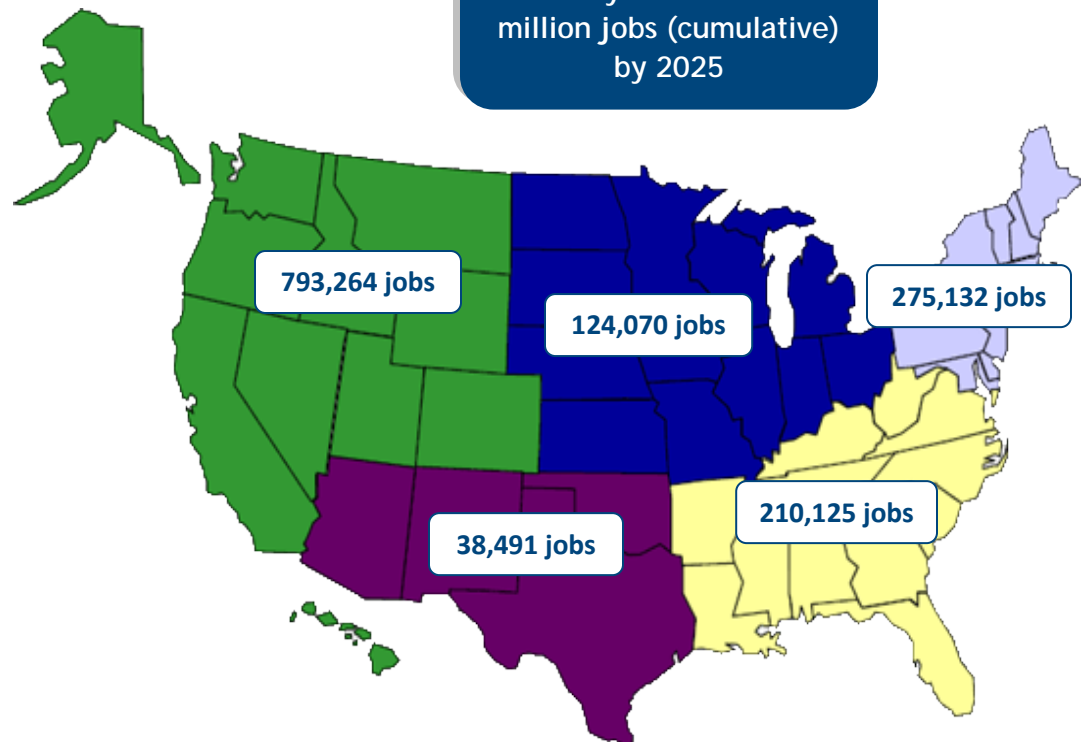 million jobs (cumulative)
by 2025
793,264 jobs
275,132 jobs
124,070 jobs
210,125 jobs
38,491 jobs